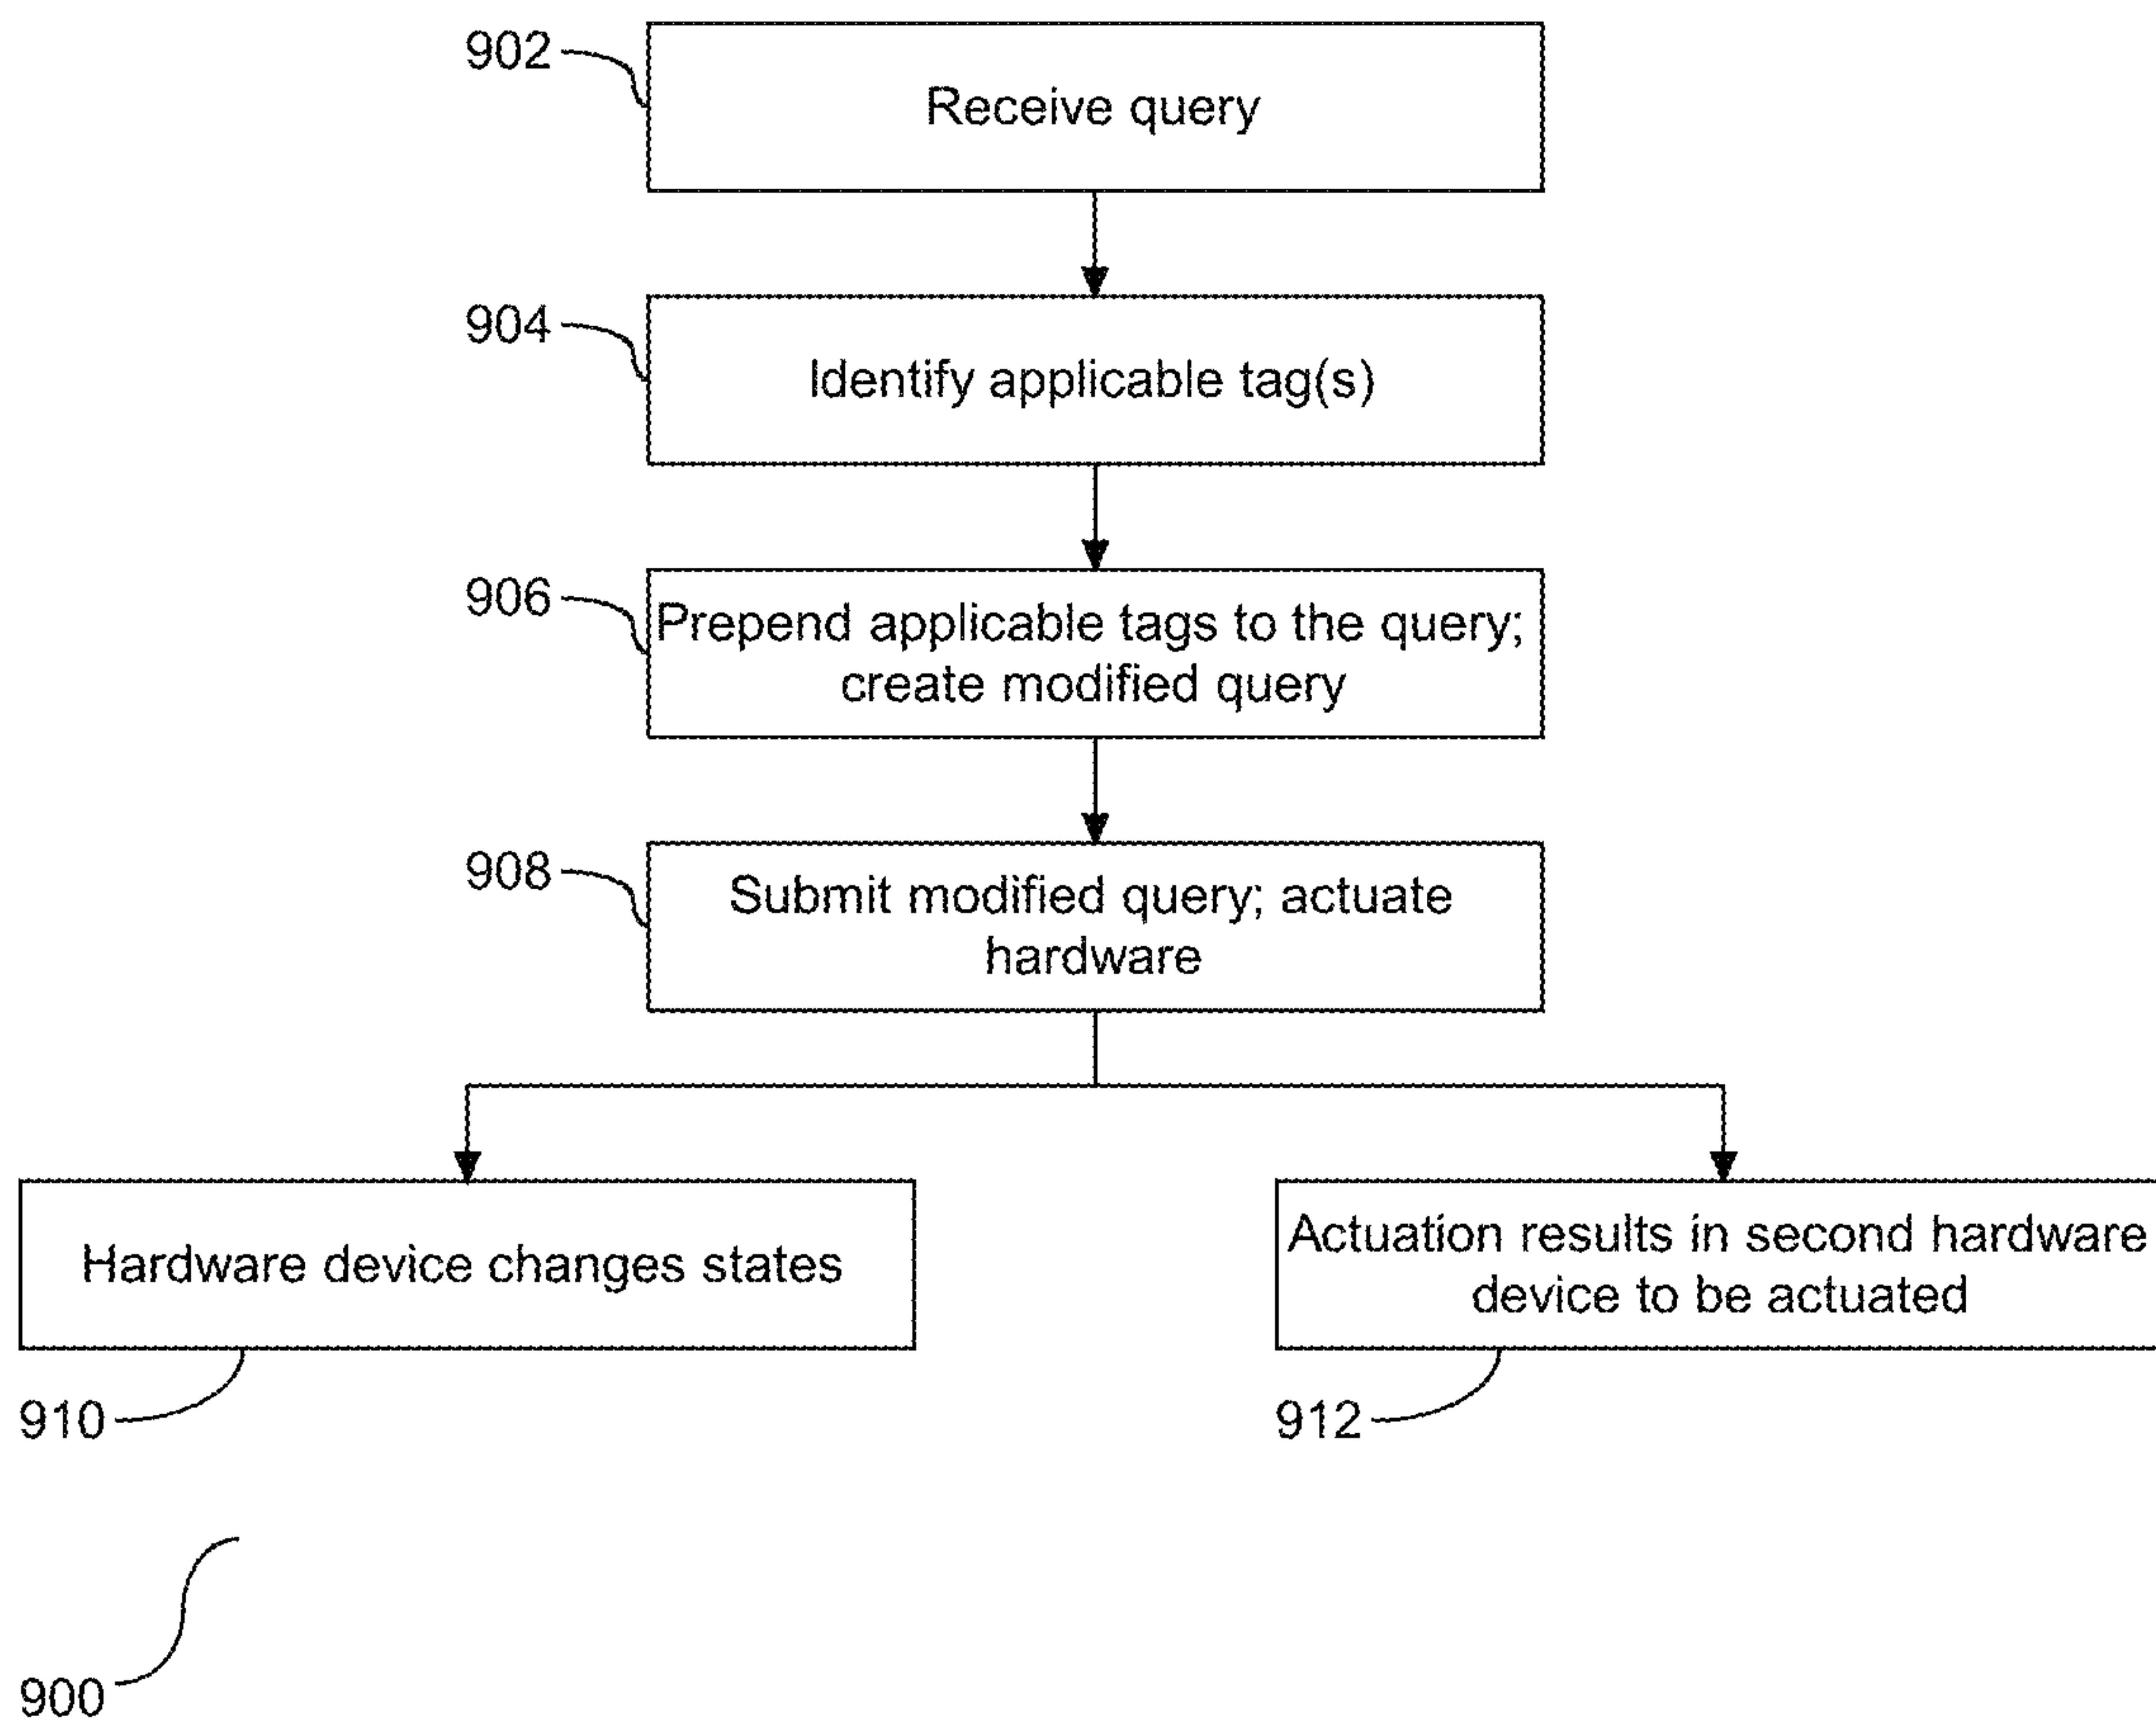 902
Receive query
904
Identify applicable tag(s)
906
Prepend applicable tags to the query;
create modified query
908
Submit modified query; actuate
hardware
Hardware device changes states
Actuation results in second hardware
device to be actuated
910
912
900